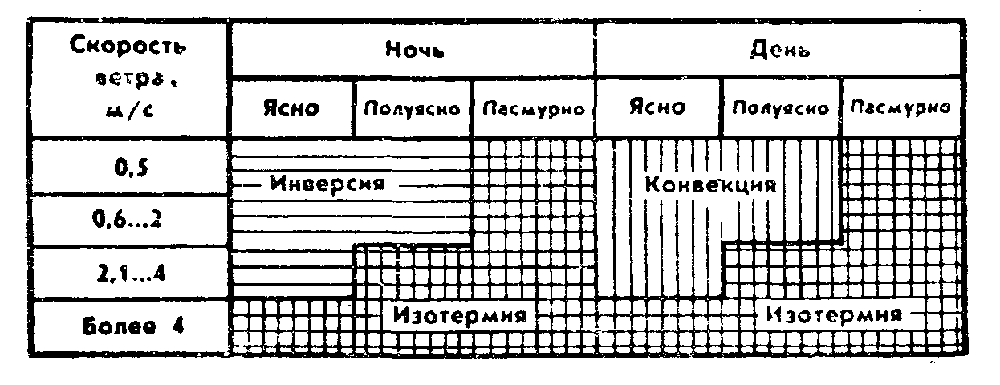 Скорость
ветра,
м/с
Ночь
День
Ясно
Полуясно
Пасмурно
Ясно
Полуясно
Пасмурно
0,5
Инверсия
Конвекция
0,6...2
2,1...4
Более 4
Изотермия
Изотермия